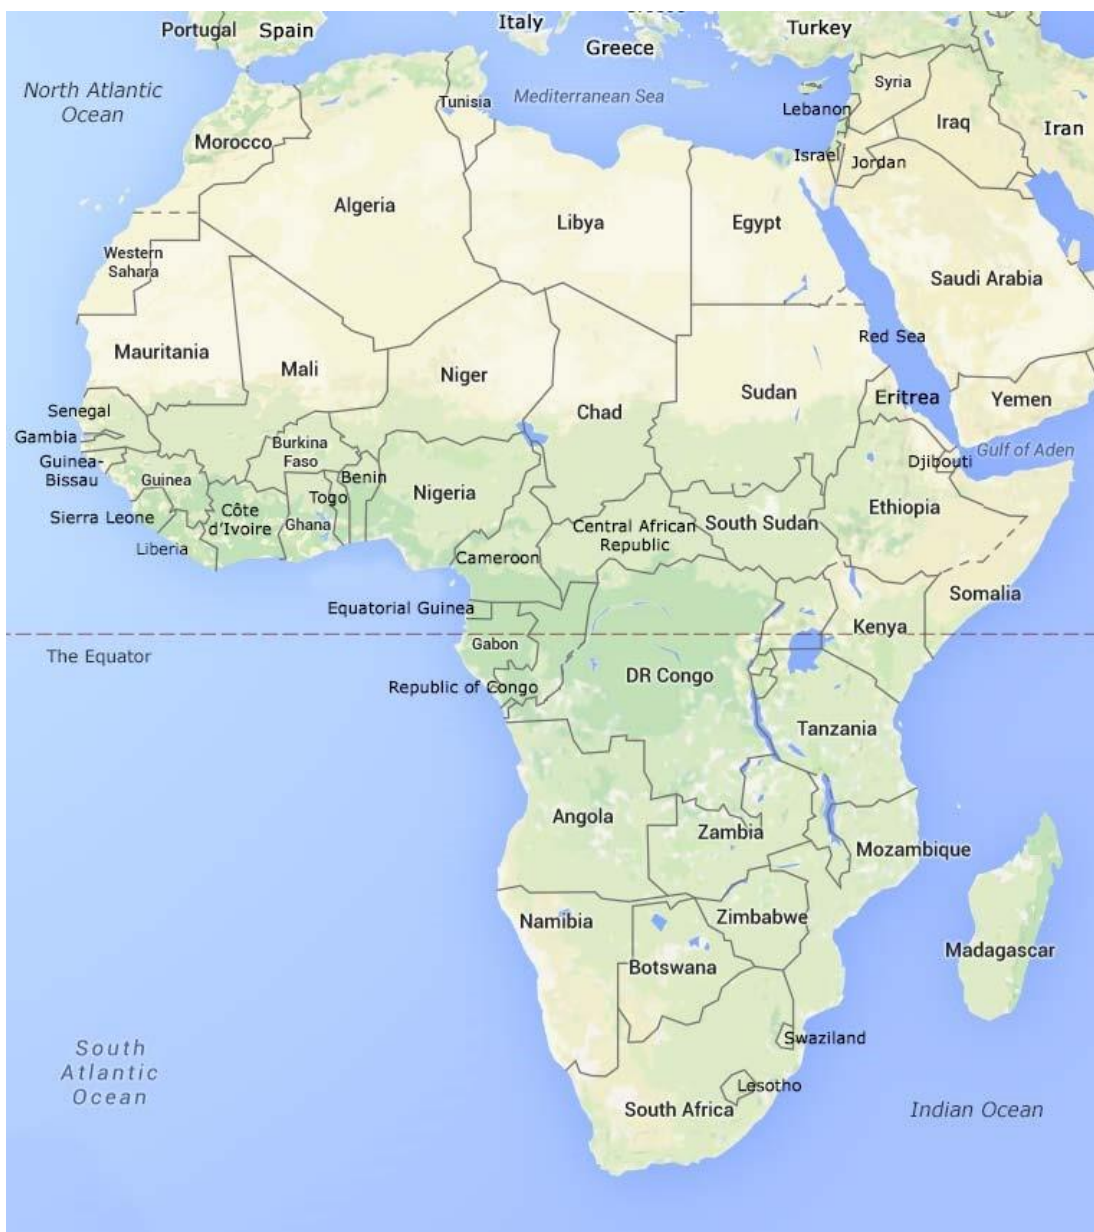 Portugal
Spain
Italy
Greece
Turkey
North Atlantic
Ocean
Mediterranean Sea
Tunisia
Syria
Lebanon
Iraq
Iran
Morocco
Israel
Jordan
Algeria
Libya
Egypt
Western
Sahara
Saudi Arabia
Red Sea
Mauritania
Mali
Niger
Chad
Sudan
Eritrea
Yemen
Senegal
Gambia
Guinea-
Bissau
Burkina
Faso
Gulf of Aden
Djibouti
Guinea
Benin
Togo
Nigeria
Ethiopia
Sierra Leone
Côte
d'Ivoire
Ghana
Central African
Republic
South Sudan
Liberia
Cameroon
Somalia
Equatorial Guinea
Kenya
The Equator
Gabon
DR Congo
Republic of Congo
Tanzania
Angola
Zambia
Mozambique
Namibia
Zimbabwe
Madagascar
Botswana
South
Atlantic
Ocean
Swaziland
Lesotho
South Africa
Indian Ocean